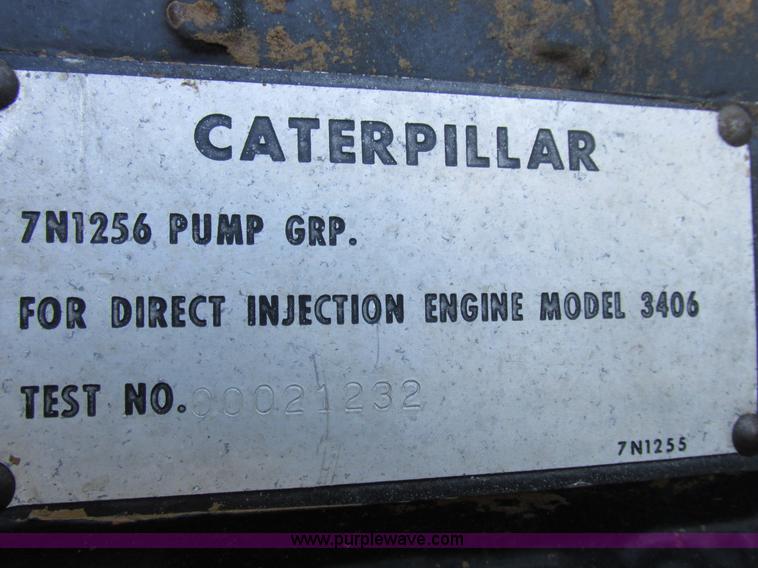 CATERPILLAR
7N1256 PUMP GRP.
FOR DIRECT INJECTION ENGINE MODEL 3406
TEST NO. 00021232
7N1255
www.purplewave.com